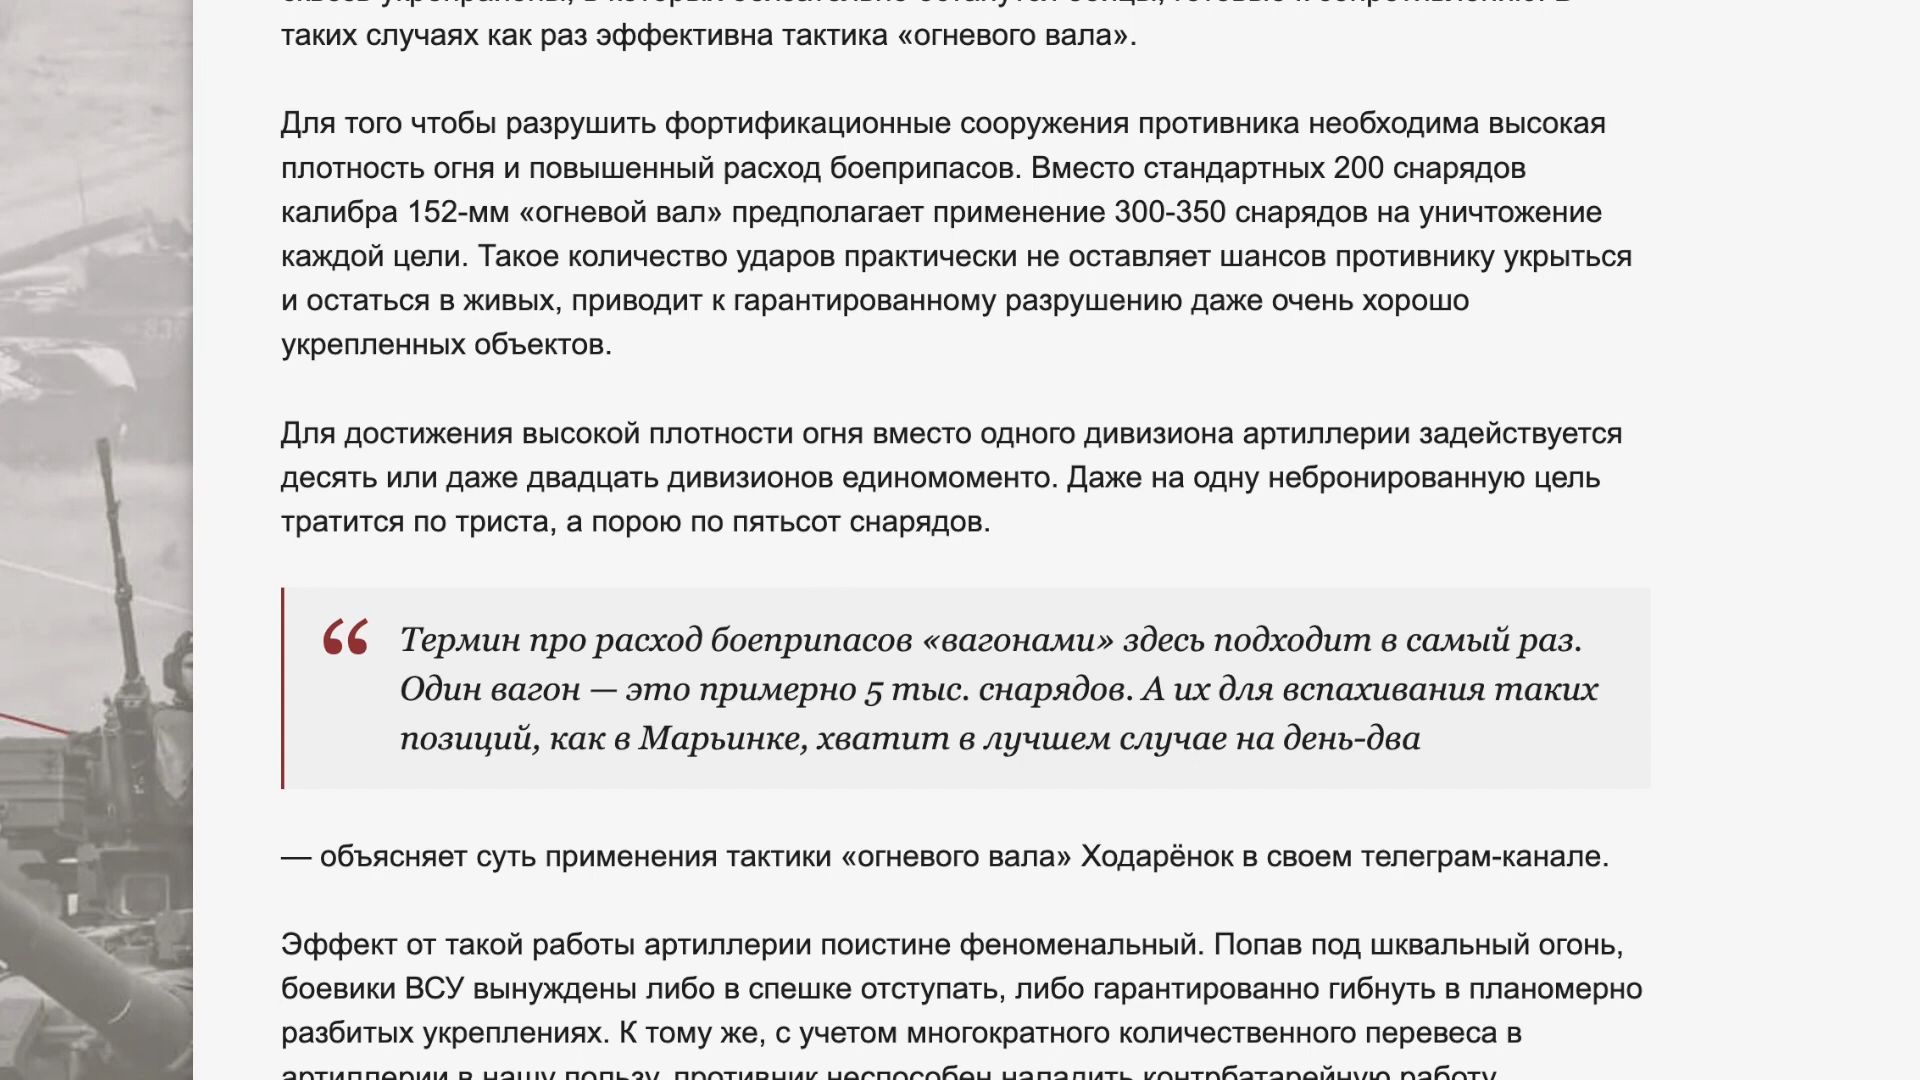 таких случаях как раз эффективна тактика «огневого вала».
Для того чтобы разрушить фортификационные сооружения противника необходима высокая
плотность огня и повышенный расход боеприпасов. Вместо стандартных 200 снарядов
калибра 152-мм «огневой вал» предполагает применение 300-350 снарядов на уничтожение
каждой цели. Такое количество ударов практически не оставляет шансов противнику укрыться
и остаться в живых, приводит к гарантированному разрушению даже очень хорошо
укрепленных объектов.
Для достижения высокой плотности огня вместо одного дивизиона артиллерии задействуется
десять или даже двадцать дивизионов единомоменто. Даже на одну небронированную цель
тратится по триста, а порою по пятьсот снарядов.
“ Термин про расход боеприпасов «вагонами» здесь подходит в самый раз.
Один вагон — это примерно 5 тыс. снарядов. А их для вспахивания таких
позиций, как в Марьинке, хватит в лучшем случае на день-два
— объясняет суть применения тактики «огневого вала» Ходарёнок в своем телеграм-канале.
Эффект от такой работы артиллерии поистине феноменальный. Попав под шквальный огонь,
боевики ВСУ вынуждены либо в спешке отступать, либо гарантированно гибнуть в планомерно
разбитых укреплениях. К тому же, с учетом многократного количественного перевеса в
артиллерии в нашу пользу, противник неспособен наладить контрбатарейную работу.